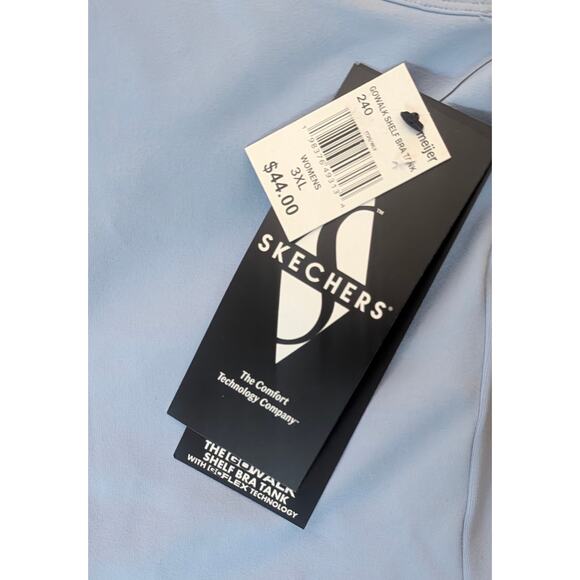 meijer
GOWALK SHELF BRA TANK
240
WOMENS
3XL
$44.00
SKECHERS®
The Comfort
Technology Company™
THE GOWALK
SHELF BRA TANK
WITH GOFLEX TECHNOLOGY